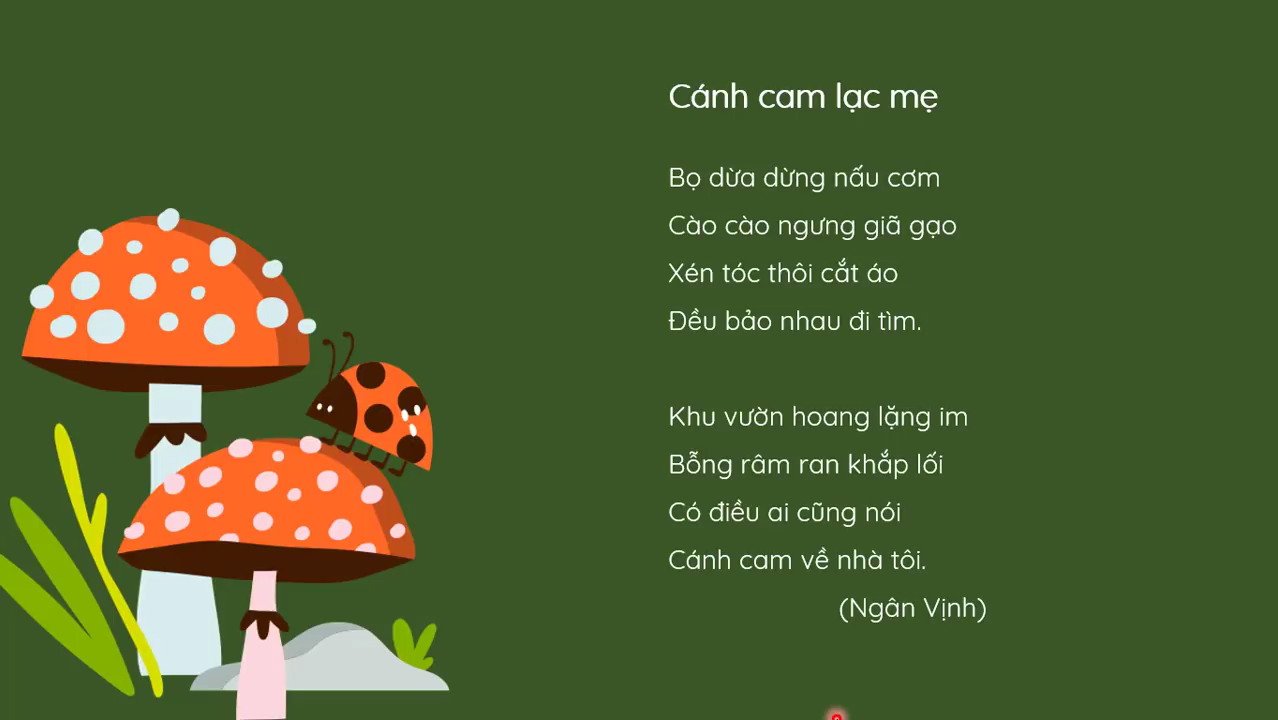 Cánh cam lạc mẹ
Bọ dừa dừng nấu cơm
Cào cào ngưng giã gạo
Xén tóc thôi cắt áo
Đều bảo nhau đi tìm.
Khu vườn hoang lặng im
Bỗng râm ran khắp lối
Có điều ai cũng nói
Cánh cam về nhà tôi.
(Ngân Vịnh)